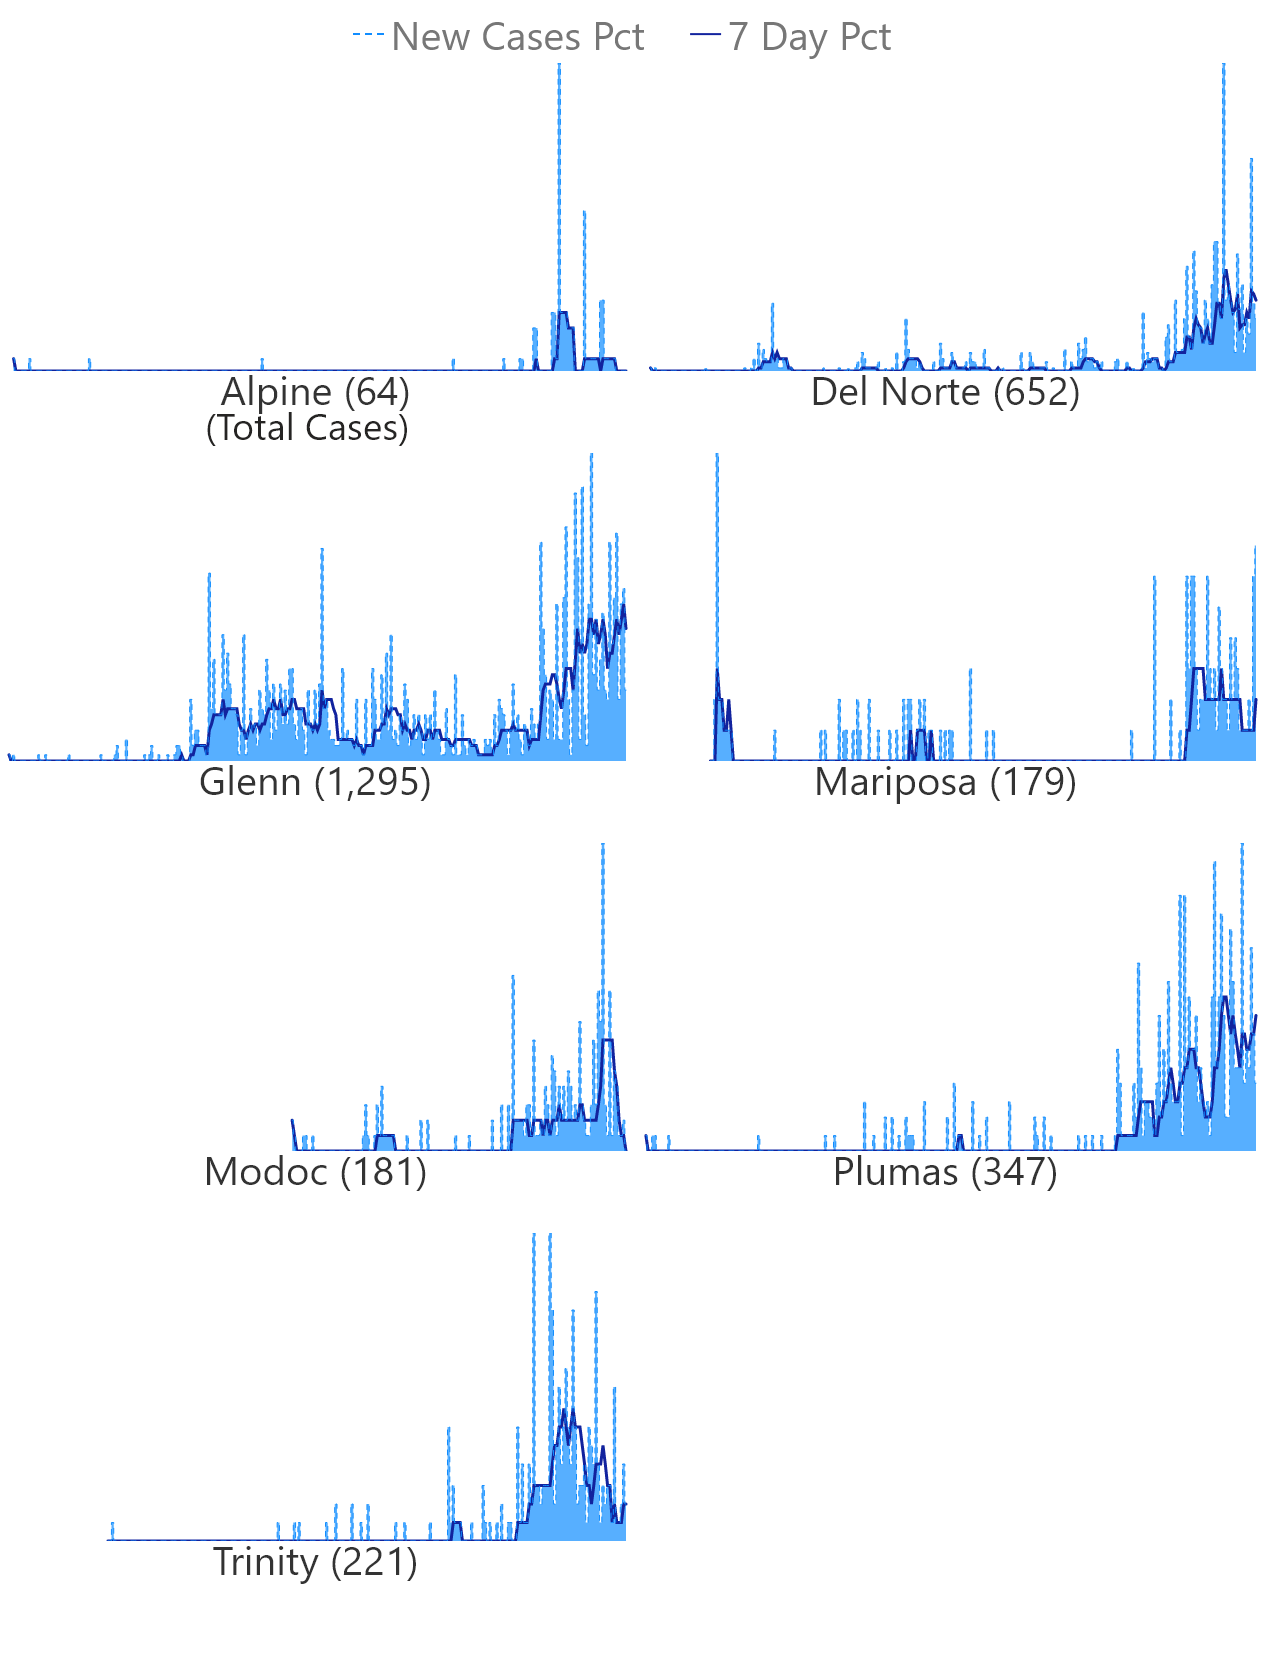 New Cases Pct 7 Day Pct
Alpine (64) Del Norte (652)
(Total Cases)
Glenn (1,295) Mariposa (179)
Modoc (181) Plumas (347)
Trinity (221)